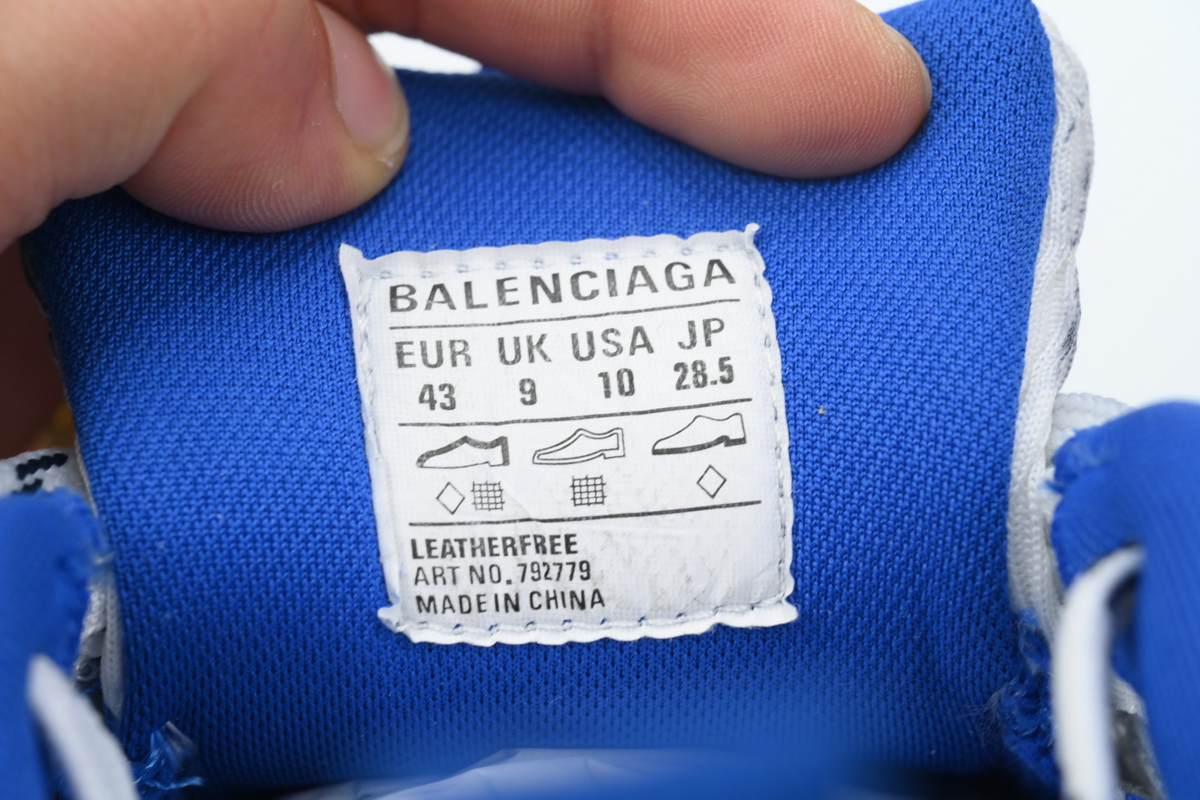 BALENCIAGA
EUR UK USA JP
43 9 10 28.5
LEATHERFREE
ART NO. 792779
MADE IN CHINA